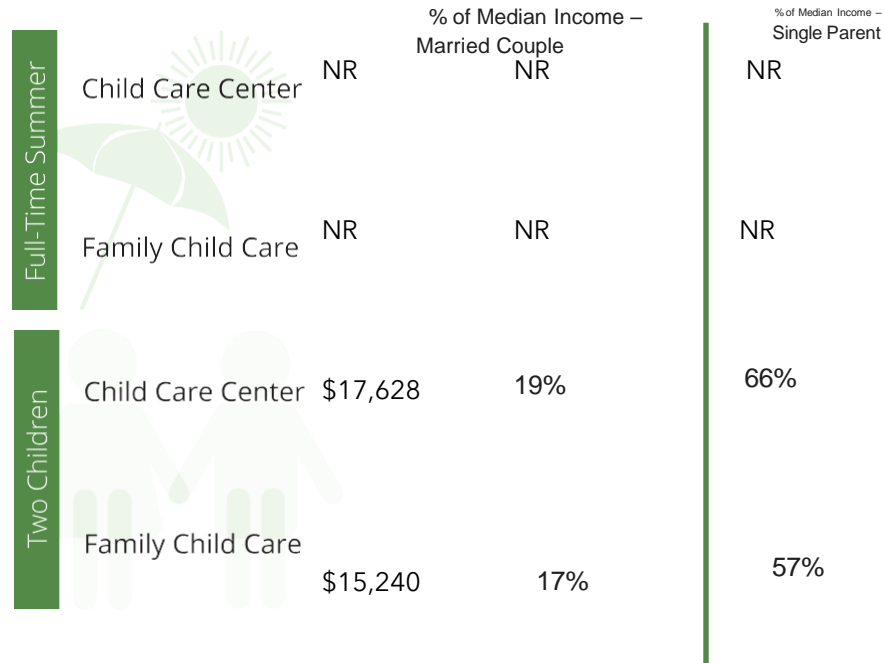 % of Median Income –
Married Couple
% of Median Income –
Single Parent
Full-Time Summer
Child Care Center NR NR NR
Family Child Care NR NR NR
Two Children
Child Care Center $17,628 19% 66%
Family Child Care $15,240 17% 57%